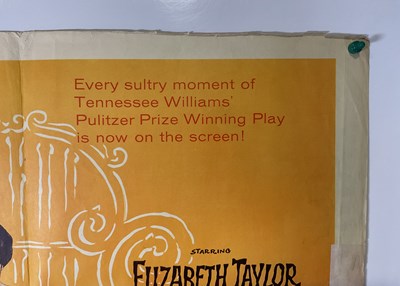 Every sultry moment of
Tennessee Williams'
Pulitzer Prize Winning Play
is now on the screen!
STARRING
ELIZABETH TAYLOR